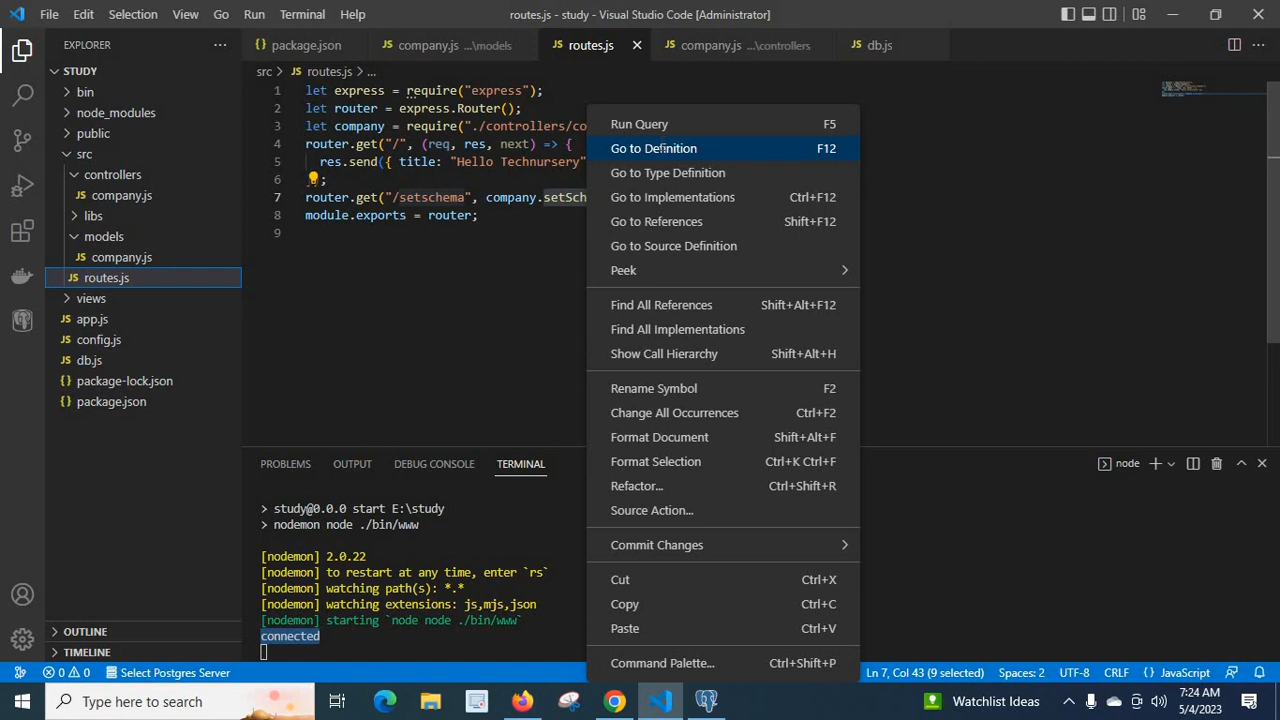 File Edit Selection View Go Run Terminal Help routes.js - study - Visual Studio Code [Administrator]
EXPLORER
package.json company.js ...\models routes.js company.js ...\controllers db.js
STUDY
bin
node_modules
public
src
controllers
company.js
libs
models
company.js
routes.js
views
app.js
config.js
db.js
package-lock.json
package.json
OUTLINE
TIMELINE
src > routes.js > ...
1 let express = require("express");
2 let router = express.Router();
3 let company = require("./controllers/co
4 router.get("/", (req, res, next) => {
5 res.send({ title: "Hello Technursery"
6 ;
7 router.get("/setschema", company.setSch
8 module.exports = router;
9
Run Query F5
Go to Definition F12
Go to Type Definition
Go to Implementations Ctrl+F12
Go to References Shift+F12
Go to Source Definition
Peek
Find All References Shift+Alt+F12
Find All Implementations
Show Call Hierarchy Shift+Alt+H
Rename Symbol F2
Change All Occurrences Ctrl+F2
Format Document Shift+Alt+F
Format Selection Ctrl+K Ctrl+F
Refactor... Ctrl+Shift+R
Source Action...
Commit Changes
Cut Ctrl+X
Copy Ctrl+C
Paste Ctrl+V
Command Palette... Ctrl+Shift+P
PROBLEMS OUTPUT DEBUG CONSOLE TERMINAL
node
> study@0.0.0 start E:\study
> nodemon node ./bin/www
[nodemon] 2.0.22
[nodemon] to restart at any time, enter `rs`
[nodemon] watching path(s): *.*
[nodemon] watching extensions: js,mjs,json
[nodemon] starting `node node ./bin/www`
connected
0 0 Select Postgres Server Ln 7, Col 43 (9 selected) Spaces: 2 UTF-8 CRLF {} JavaScript
Type here to search
Watchlist Ideas
7:24 AM
5/4/2023